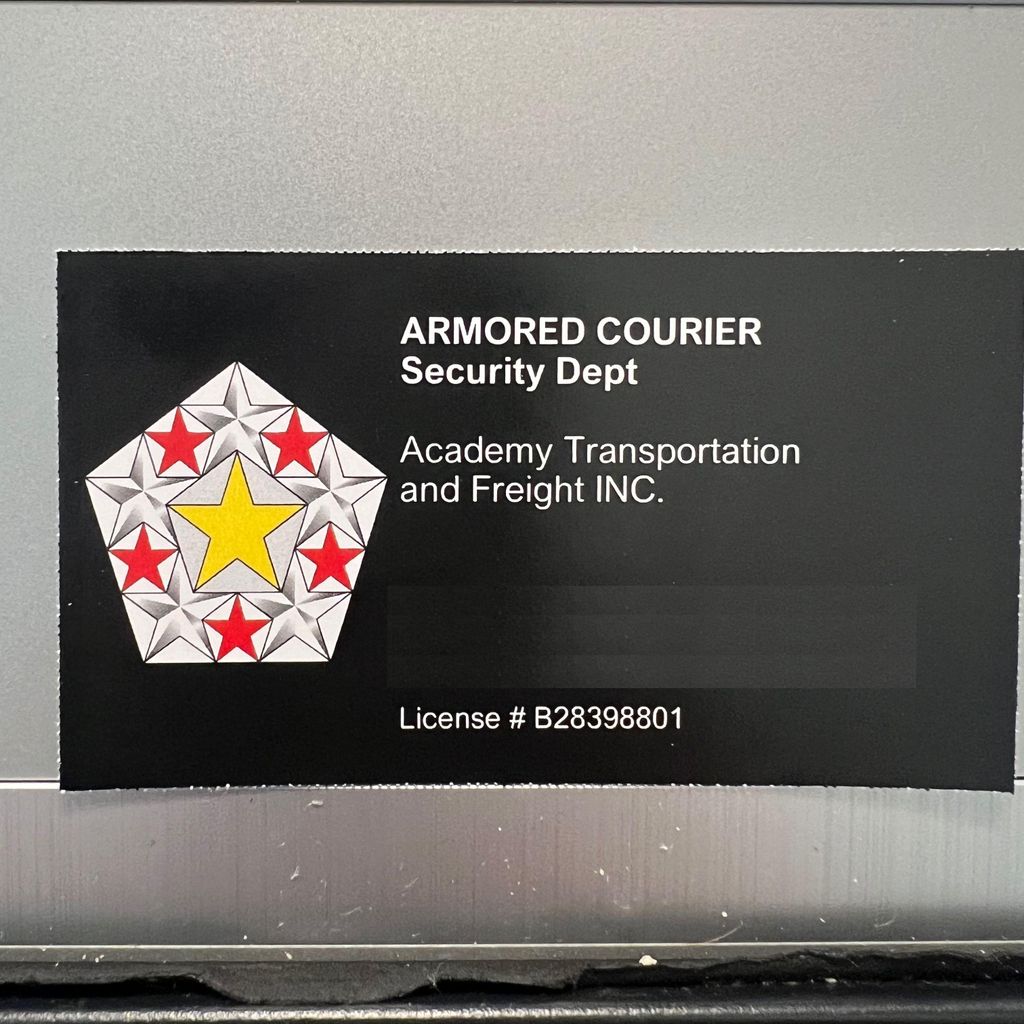 ARMORED COURIER
Security Dept
Academy Transportation
and Freight INC.
License # B28398801